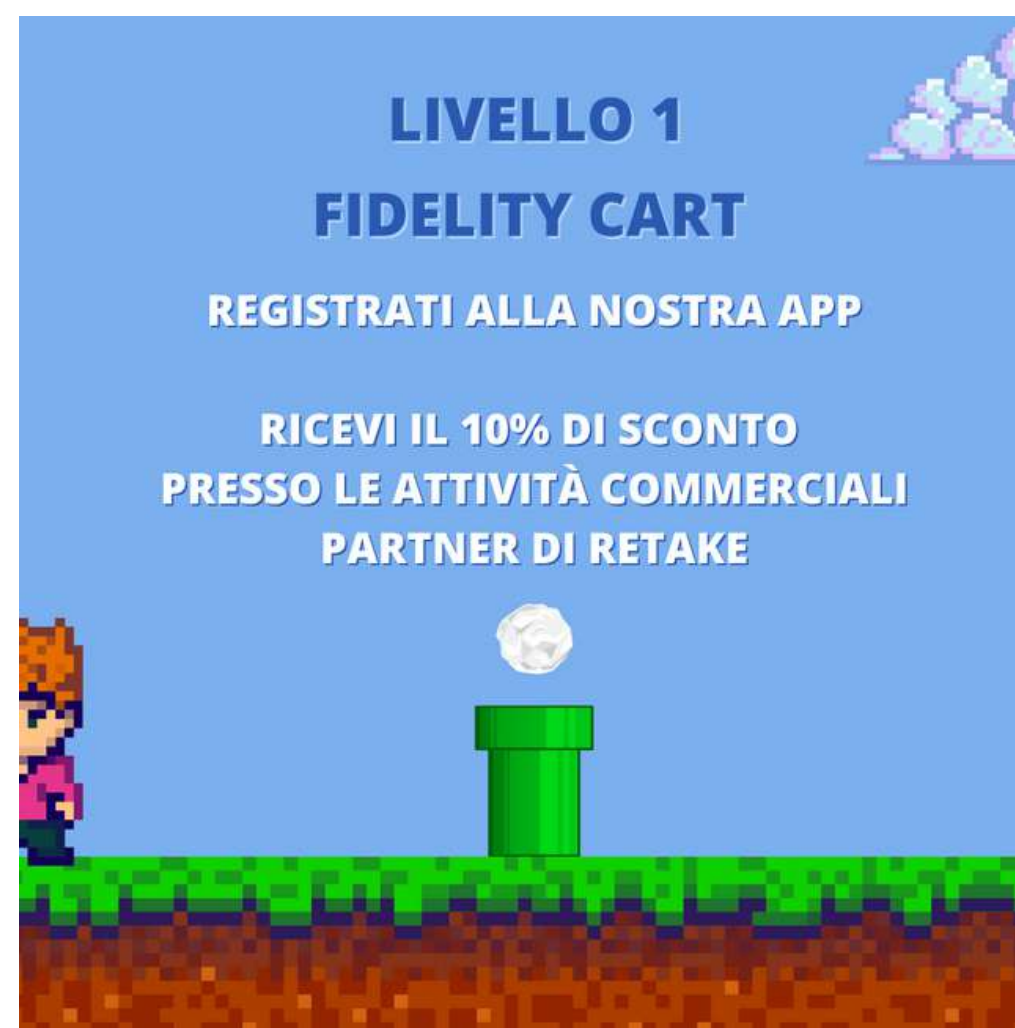 LIVELLO 1
FIDELITY CART
REGISTRATI ALLA NOSTRA APP
RICEVI IL 10% DI SCONTO
PRESSO LE ATTIVITÀ COMMERCIALI
PARTNER DI RETAKE